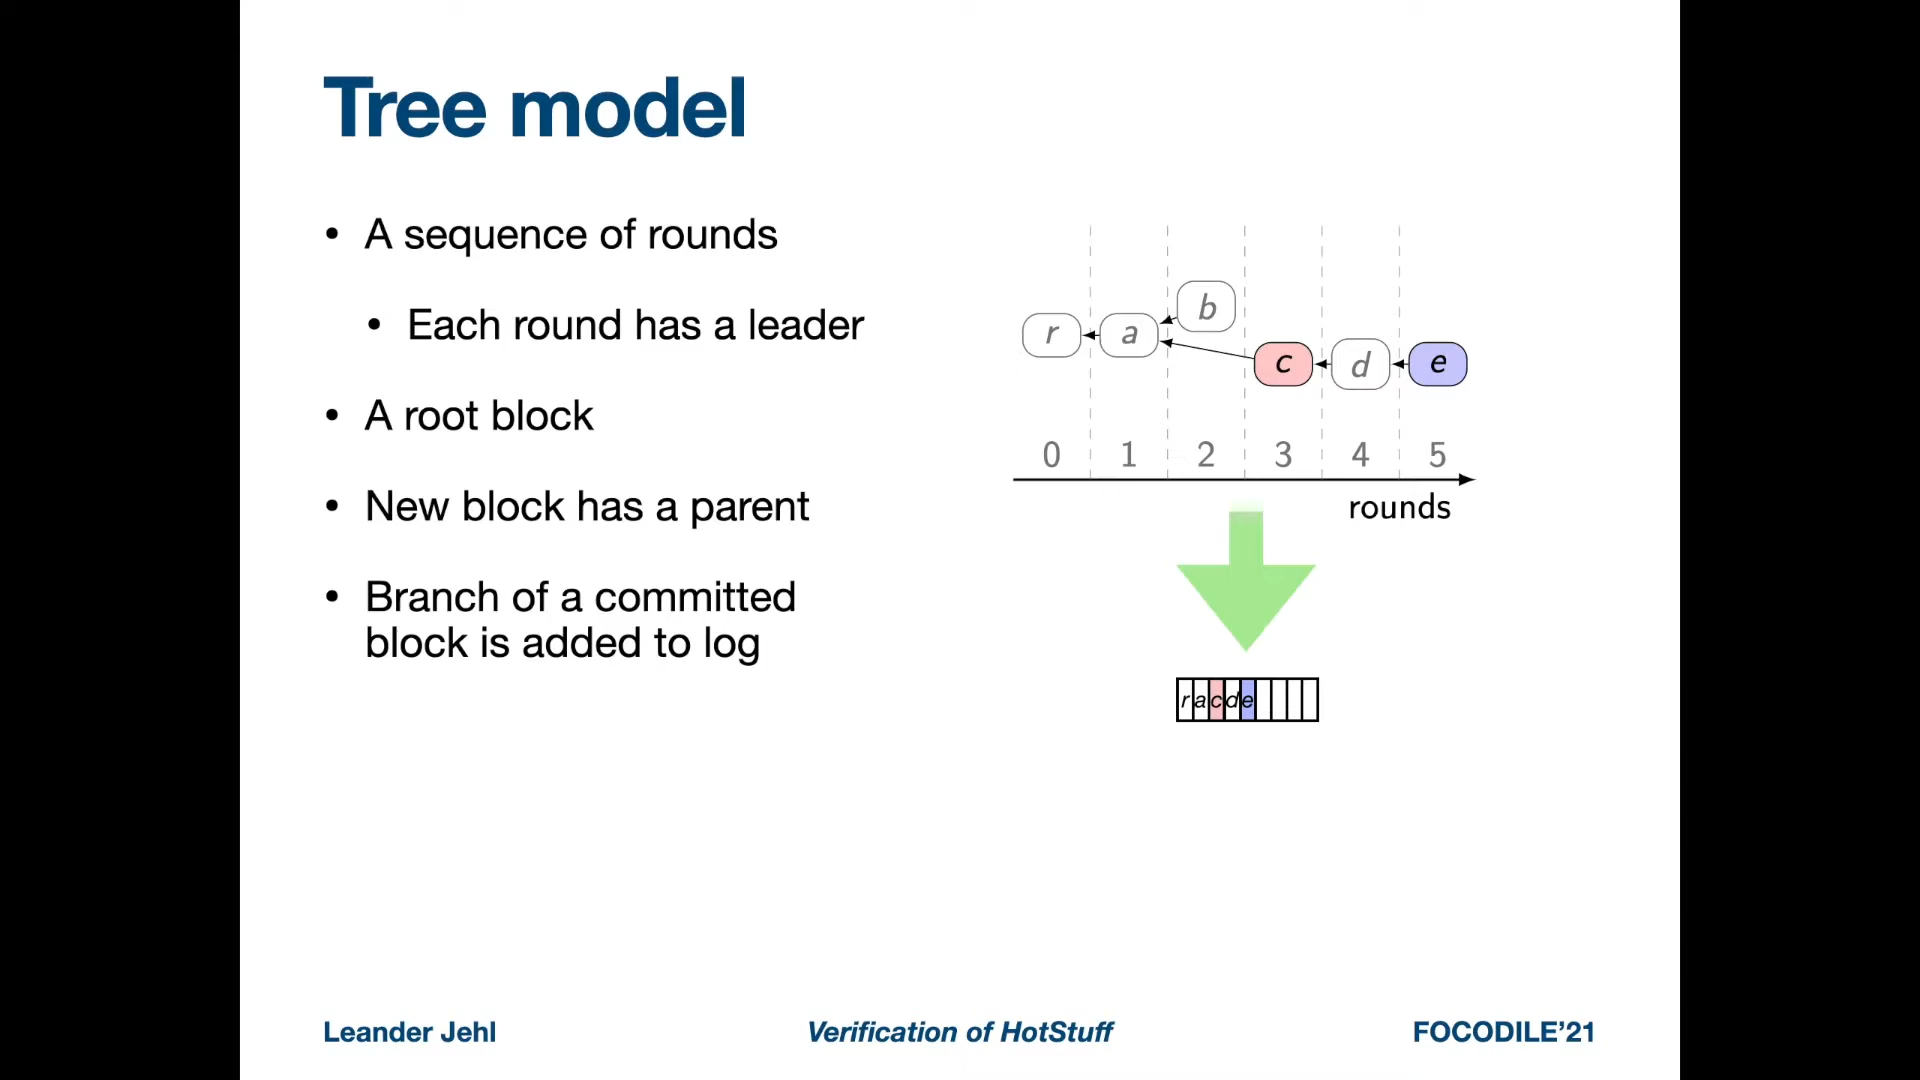 Tree model
• A sequence of rounds
• Each round has a leader
• A root block
• New block has a parent
• Branch of a committed
block is added to log
b
r a
c d e
0 1 2 3 4 5
rounds
r a c d e
Leander Jehl Verification of HotStuff FOCODILE’21